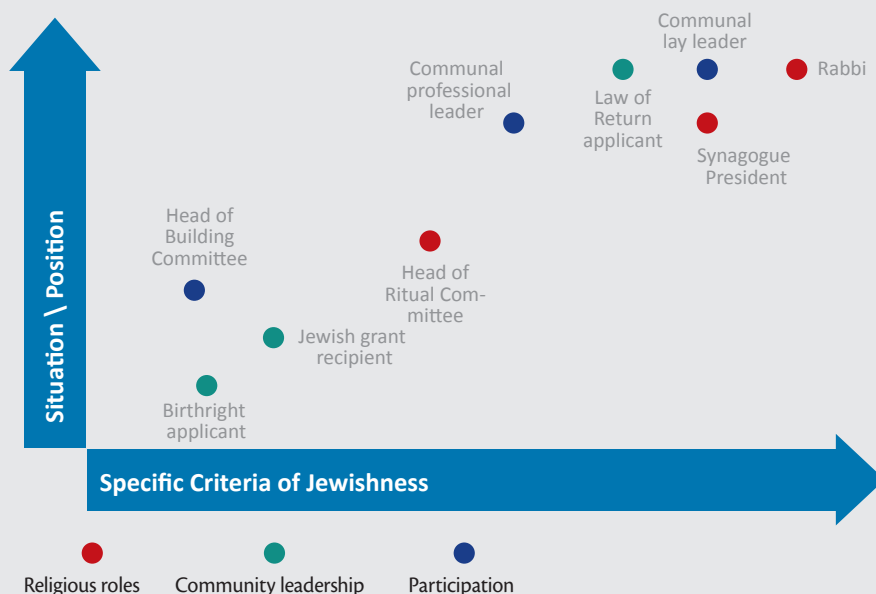 Communal
lay leader
Rabbi
Communal
professional
leader
Law of
Return
applicant
Synagogue
President
Head of
Building
Committee
Head of
Ritual Com-
mittee
Jewish grant
recipient
Birthright
applicant
Situation \ Position
Specific Criteria of Jewishness
Religious roles
Community leadership
Participation